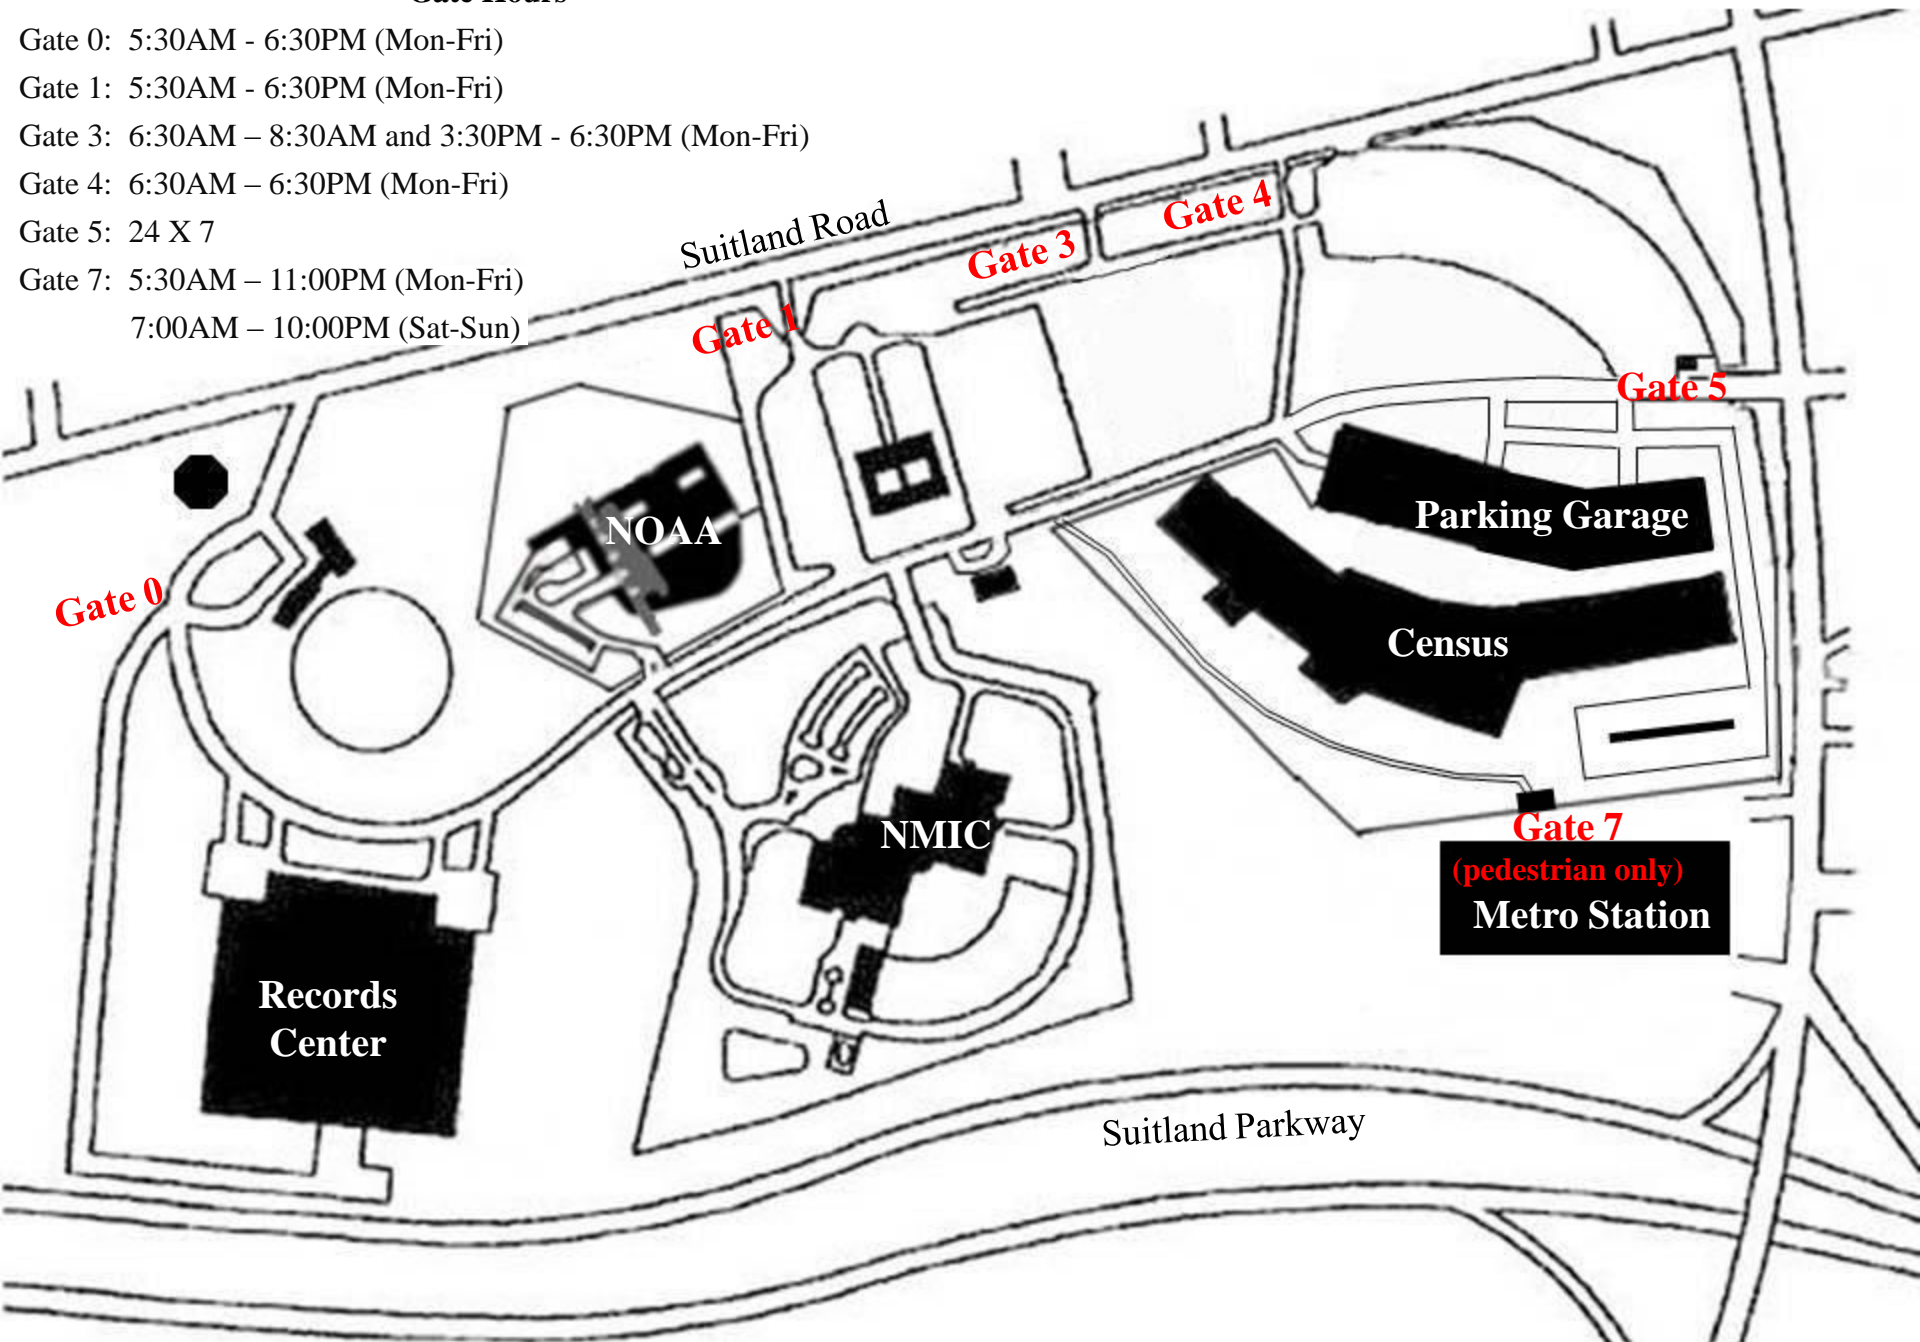 Gate Hours
Gate 0: 5:30AM - 6:30PM (Mon-Fri)
Gate 1: 5:30AM - 6:30PM (Mon-Fri)
Gate 3: 6:30AM – 8:30AM and 3:30PM - 6:30PM (Mon-Fri)
Gate 4: 6:30AM – 6:30PM (Mon-Fri)
Gate 5: 24 X 7
Gate 7: 5:30AM – 11:00PM (Mon-Fri)
7:00AM – 10:00PM (Sat-Sun)
Suitland Road
Gate 4
Gate 3
Gate 1
Gate 5
Parking Garage
NOAA
Gate 0
Census
NMIC
Gate 7
(pedestrian only)
Metro Station
Records
Center
Suitland Parkway